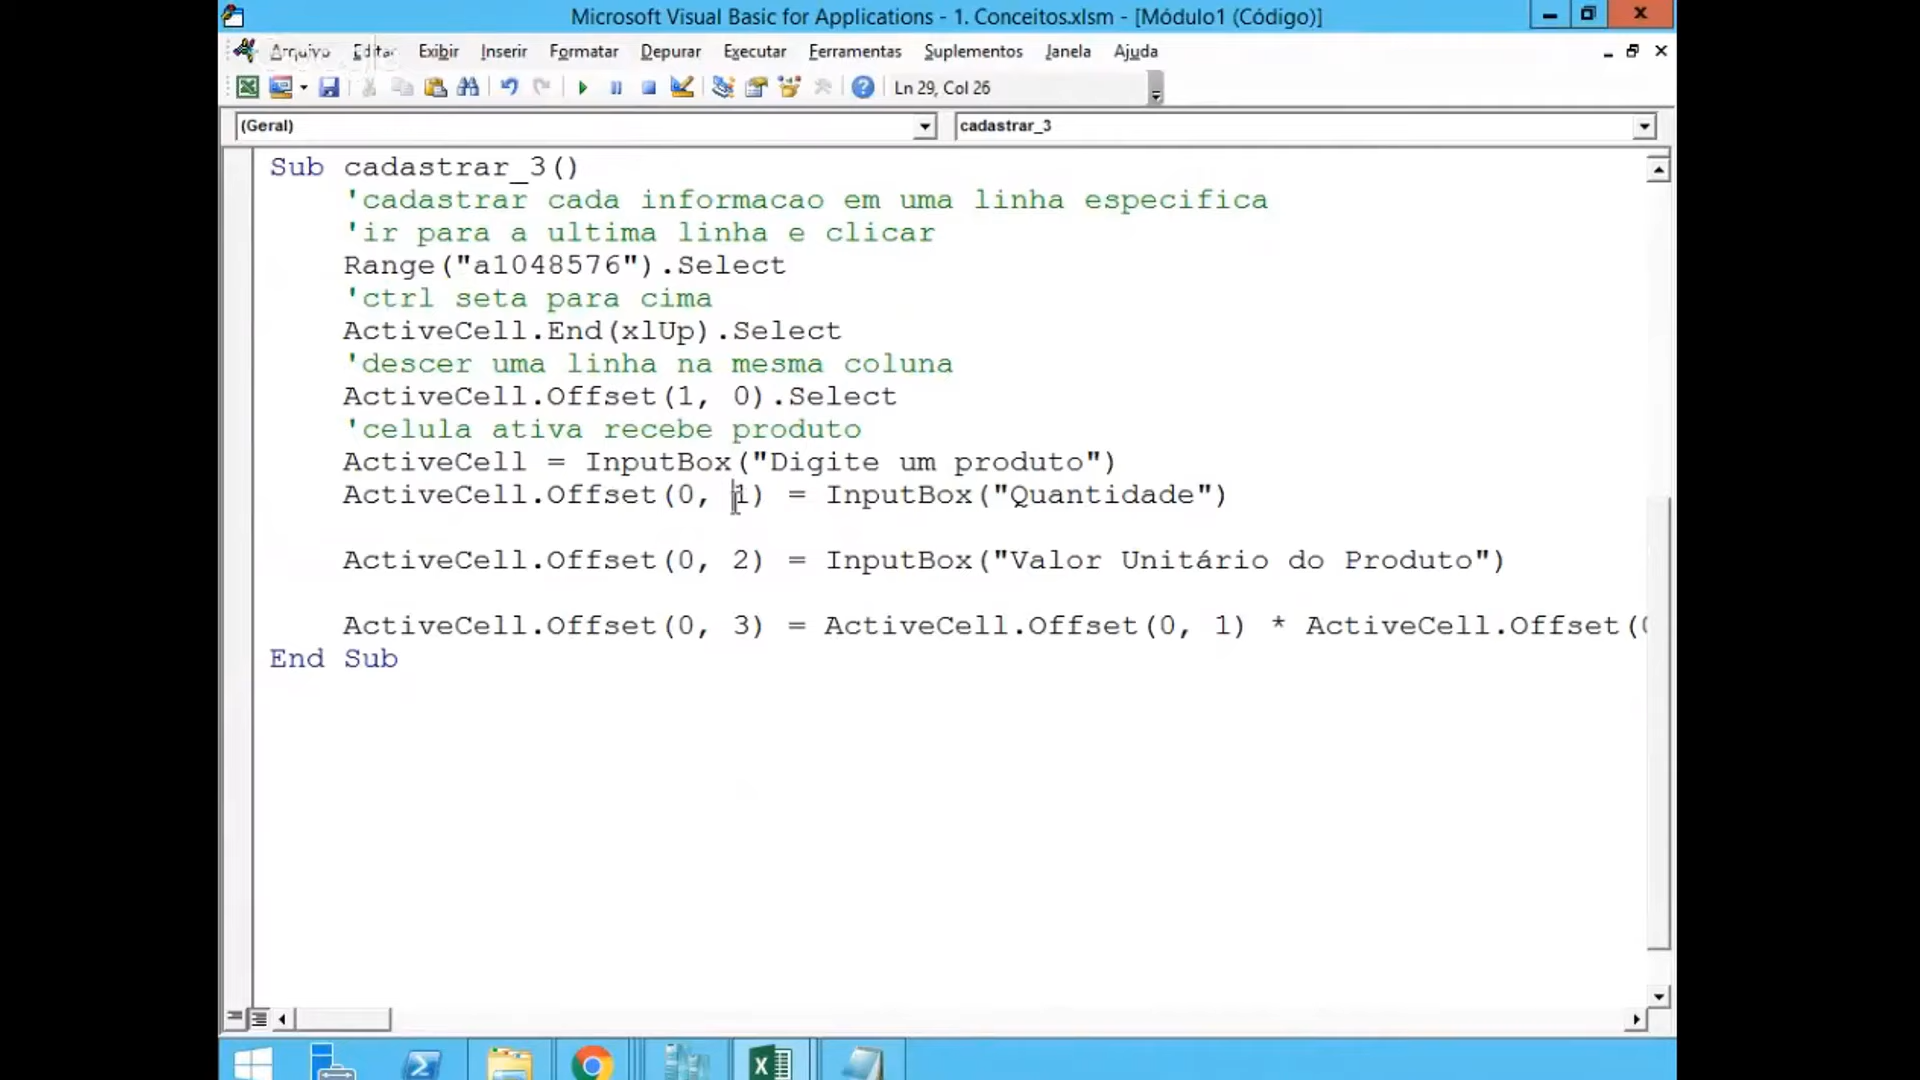 Microsoft Visual Basic for Applications - 1. Conceitos.xlsm - [Módulo1 (Código)]
Arquivo Editar Exibir Inserir Formatar Depurar Executar Ferramentas Suplementos Janela Ajuda
Ln 29, Col 26
(Geral) cadastrar_3
Sub cadastrar_3()
'cadastrar cada informacao em uma linha especifica
'ir para a ultima linha e clicar
Range("a1048576").Select
'ctrl seta para cima
ActiveCell.End(xlUp).Select
'descer uma linha na mesma coluna
ActiveCell.Offset(1, 0).Select
'celula ativa recebe produto
ActiveCell = InputBox("Digite um produto")
ActiveCell.Offset(0, 1) = InputBox("Quantidade")
ActiveCell.Offset(0, 2) = InputBox("Valor Unitário do Produto")
ActiveCell.Offset(0, 3) = ActiveCell.Offset(0, 1) * ActiveCell.Offset(
End Sub